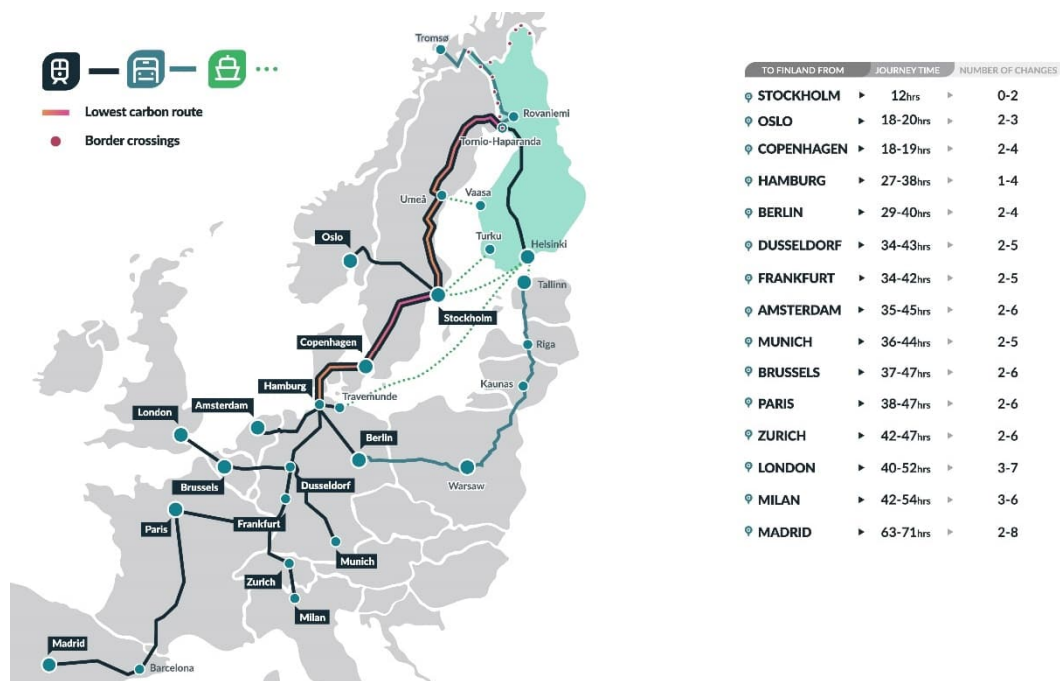 Lowest carbon route
Border crossings
Tromsø
Rovaniemi
Tornio-Haparanda
Umeå
Vaasa
Turku
Helsinki
Oslo
Tallinn
Stockholm
Riga
Copenhagen
Kaunas
Hamburg
Travemunde
Amsterdam
London
Berlin
Brussels
Dusseldorf
Warsaw
Paris
Frankfurt
Munich
Zurich
Milan
Madrid
Barcelona
TO FINLAND FROM JOURNEY TIME NUMBER OF CHANGES
STOCKHOLM 12hrs 0-2
OSLO 18-20hrs 2-3
COPENHAGEN 18-19hrs 2-4
HAMBURG 27-38hrs 1-4
BERLIN 29-40hrs 2-4
DUSSELDORF 34-43hrs 2-5
FRANKFURT 34-42hrs 2-5
AMSTERDAM 35-45hrs 2-6
MUNICH 36-44hrs 2-5
BRUSSELS 37-47hrs 2-6
PARIS 38-47hrs 2-6
ZURICH 42-47hrs 2-6
LONDON 40-52hrs 3-7
MILAN 42-54hrs 3-6
MADRID 63-71hrs 2-8